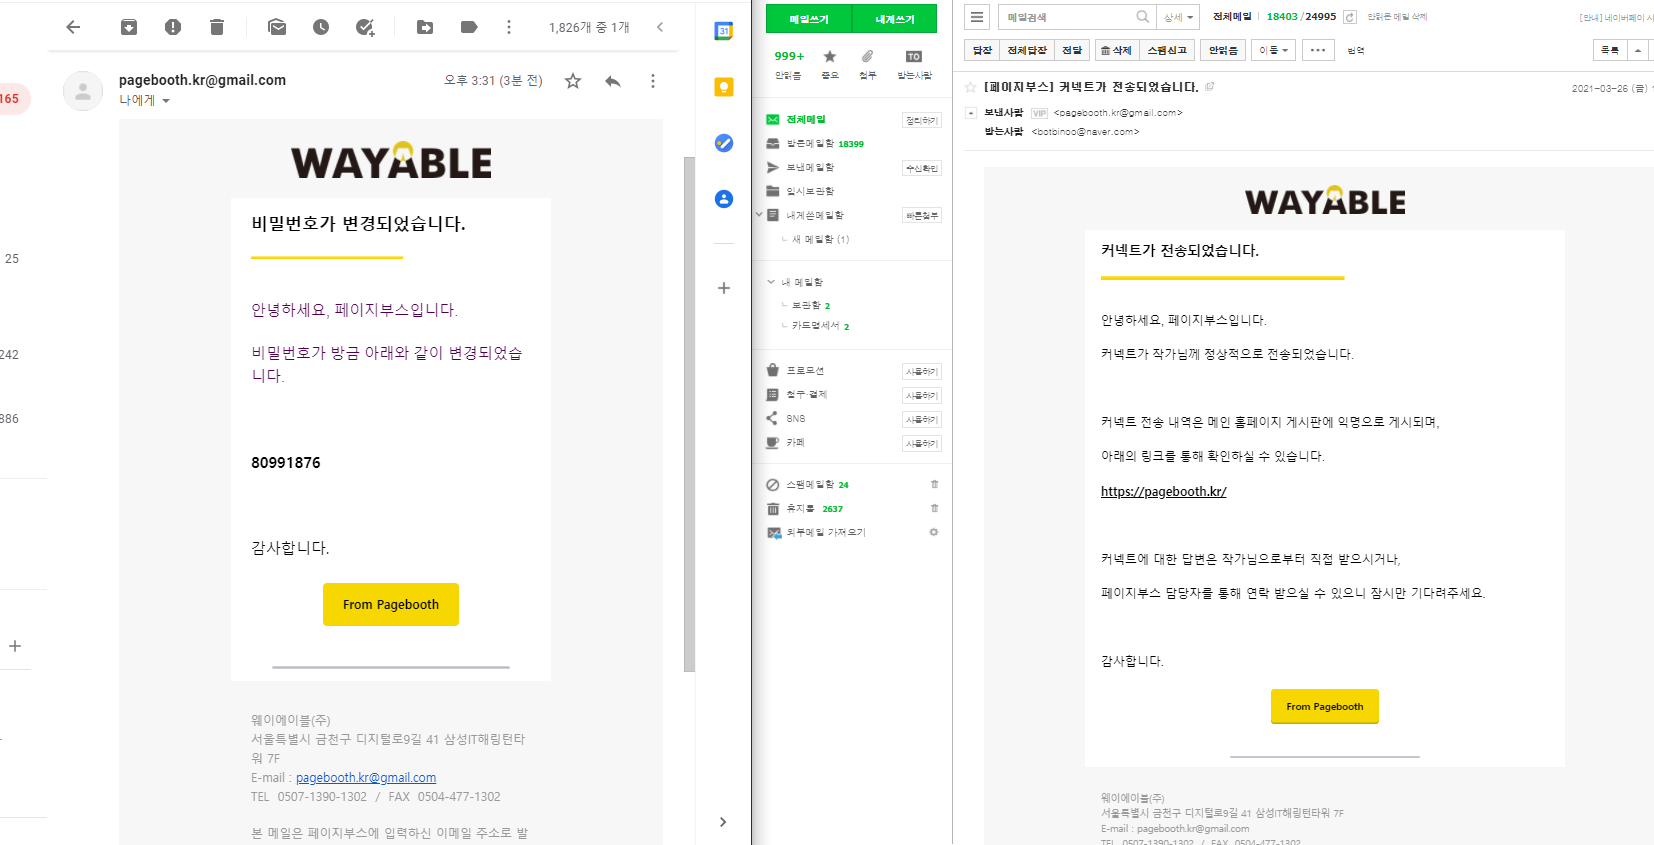 1,826개 중 1개
165
25
242
886
pagebooth.kr@gmail.com
오후 3:31 (3분 전)
나에게
WAYABLE
비밀번호가 변경되었습니다.
안녕하세요, 페이지부스입니다.
비밀번호가 방금 아래와 같이 변경되었습
니다.
80991876
감사합니다.
From Pagebooth
웨이에이블(주)
서울특별시 금천구 디지털로9길 41 삼성IT해링턴타
워 7F
E-mail : pagebooth.kr@gmail.com
TEL 0507-1390-1302 / FAX 0504-477-1302
본 메일은 페이지부스에 입력하신 이메일 주소로 발
31
메일쓰기 내게쓰기
999+
TO
안읽음 중요 첨부 받는사람
전체메일 정리하기
받은메일함 18399
보낸메일함 수신확인
임시보관함
내게쓴메일함 빠른첨부
새 메일함 (1)
내 메일함
보관함 2
카드명세서 2
프로모션 사용하기
청구·결제 사용하기
SNS 사용하기
카페 사용하기
스팸메일함 24
휴지통 2637
외부메일 가져오기
메일검색 상세 전체메일 18403 / 24995 안읽은 메일 삭제 [안내] 네이버페이 사
답장 전체답장 전달 삭제 스팸신고 안읽음 이동 번역 목록
[페이지부스] 커넥트가 전송되었습니다.
2021-03-26 (금) 1
보낸사람 VIP <pagebooth.kr@gmail.com>
받는사람 <botbinoo@naver.com>
WAYABLE
커넥트가 전송되었습니다.
안녕하세요, 페이지부스입니다.
커넥트가 작가님께 정상적으로 전송되었습니다.
커넥트 전송 내역은 메인 홈페이지 게시판에 익명으로 게시되며,
아래의 링크를 통해 확인하실 수 있습니다.
https://pagebooth.kr/
커넥트에 대한 답변은 작가님으로부터 직접 받으시거나,
페이지부스 담당자를 통해 연락 받으실 수 있으니 잠시만 기다려주세요.
감사합니다.
From Pagebooth
웨이에이블(주)
서울특별시 금천구 디지털로9길 41 삼성IT해링턴타워 7F
E-mail : pagebooth.kr@gmail.com
TEL 0507-1390-1302 / FAX 0504-477-1302